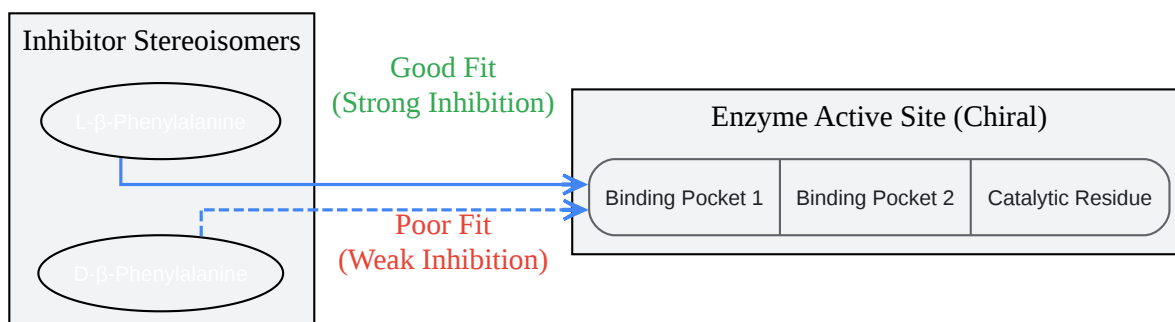 Inhibitor Stereoisomers
L-β-Phenylalanine
D-β-Phenylalanine
Good Fit
(Strong Inhibition)
Poor Fit
(Weak Inhibition)
Enzyme Active Site (Chiral)
Binding Pocket 1
Binding Pocket 2
Catalytic Residue